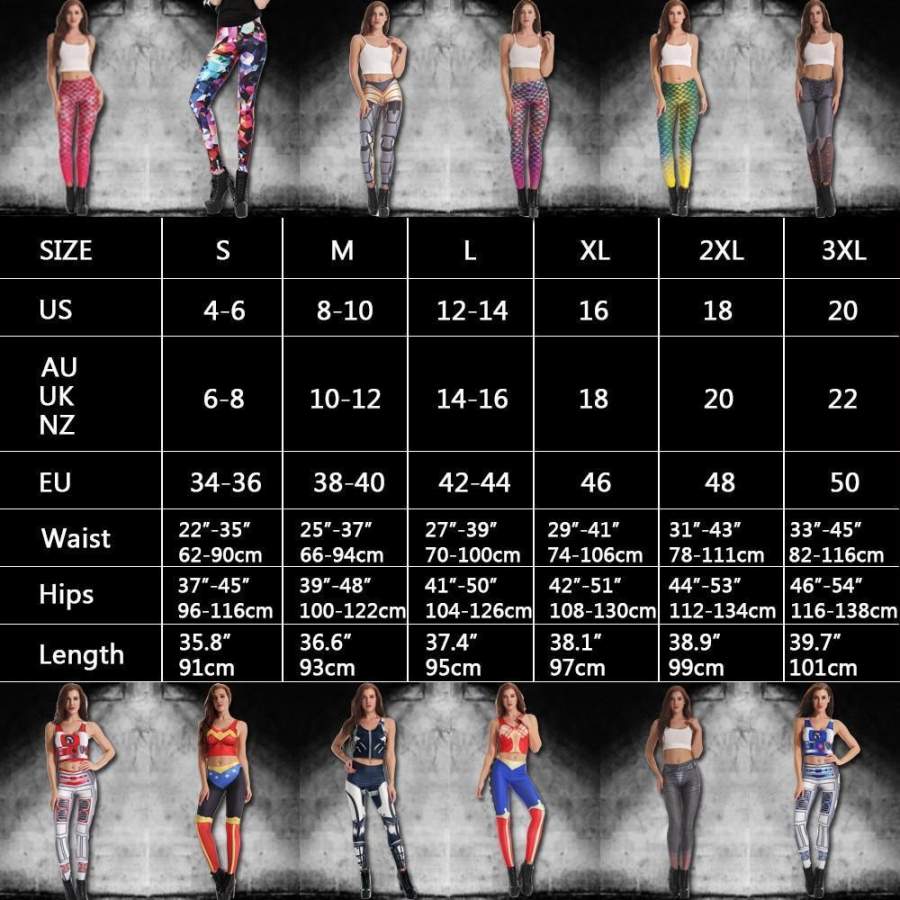 SIZE S M L XL 2XL 3XL
US 4-6 8-10 12-14 16 18 20
AU
UK 6-8 10-12 14-16 18 20 22
NZ
EU 34-36 38-40 42-44 46 48 50
Waist 22”-35” 25”-37” 27”-39” 29”-41” 31”-43” 33”-45”
62-90cm 66-94cm 70-100cm 74-106cm 78-111cm 82-116cm
Hips 37”-45” 39”-48” 41”-50” 42”-51” 44”-53” 46”-54”
96-116cm 100-122cm 104-126cm 108-130cm 112-134cm 116-138cm
Length 35.8” 36.6” 37.4” 38.1” 38.9” 39.7”
91cm 93cm 95cm 97cm 99cm 101cm